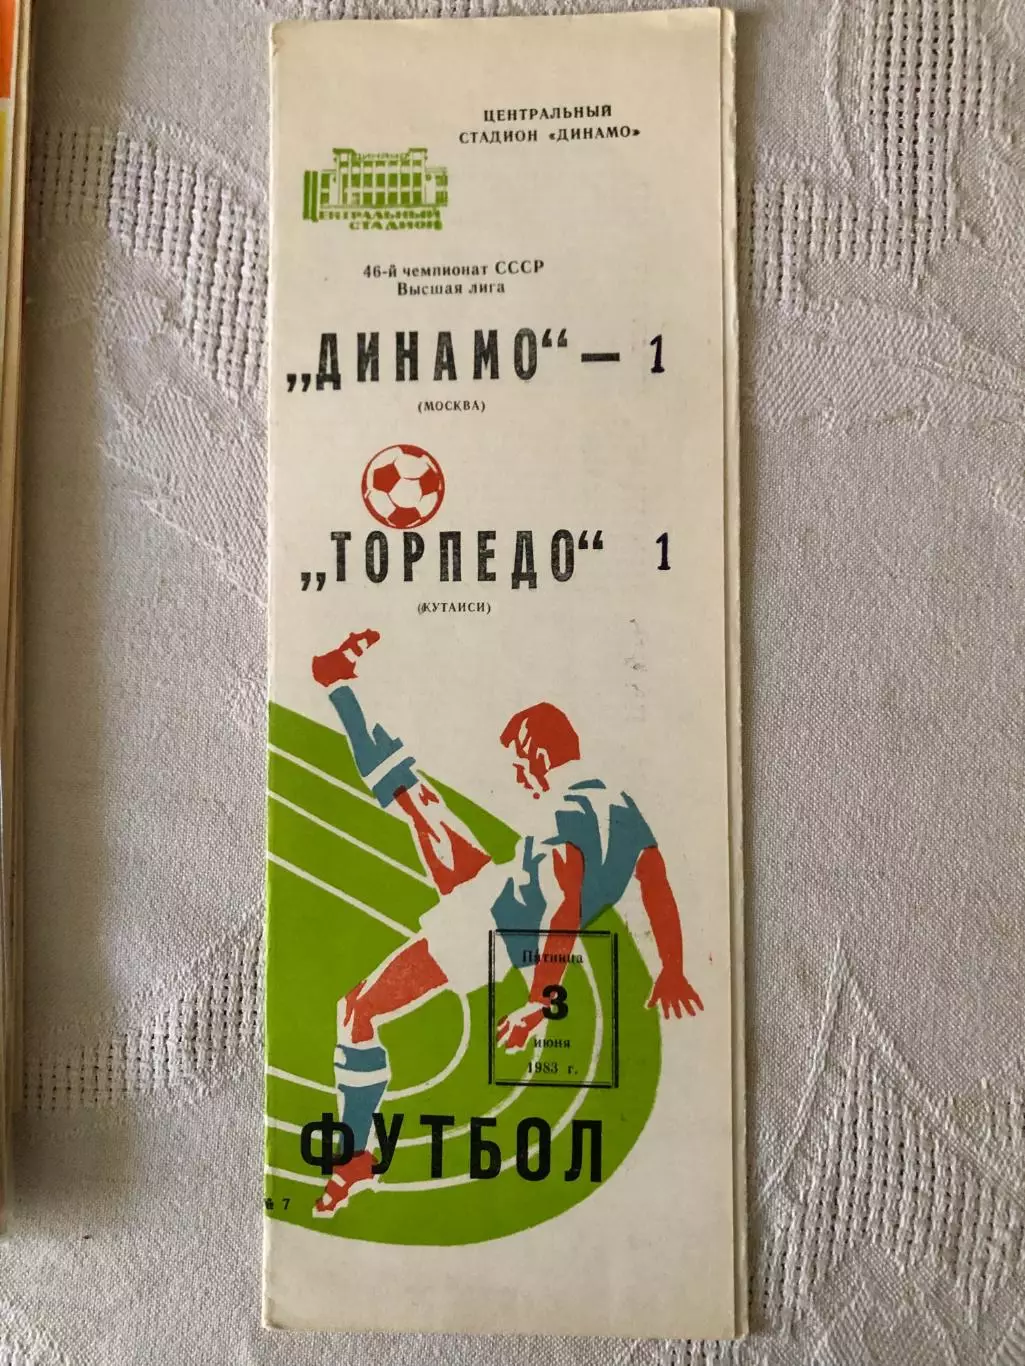 ЦЕНТРАЛЬНЫЙ
СТАДИОН «ДИНАМО»
ДИНАМО
ЦЕНТРАЛЬНЫЙ
СТАДИОН
46-й чемпионат СССР
Высшая лига
„ДИНАМО“ — 1
(МОСКВА)
„ТОРПЕДО“ 1
(КУТАИСИ)
Пятница
3
июня
1983 г.
ФУТБОЛ
№ 7